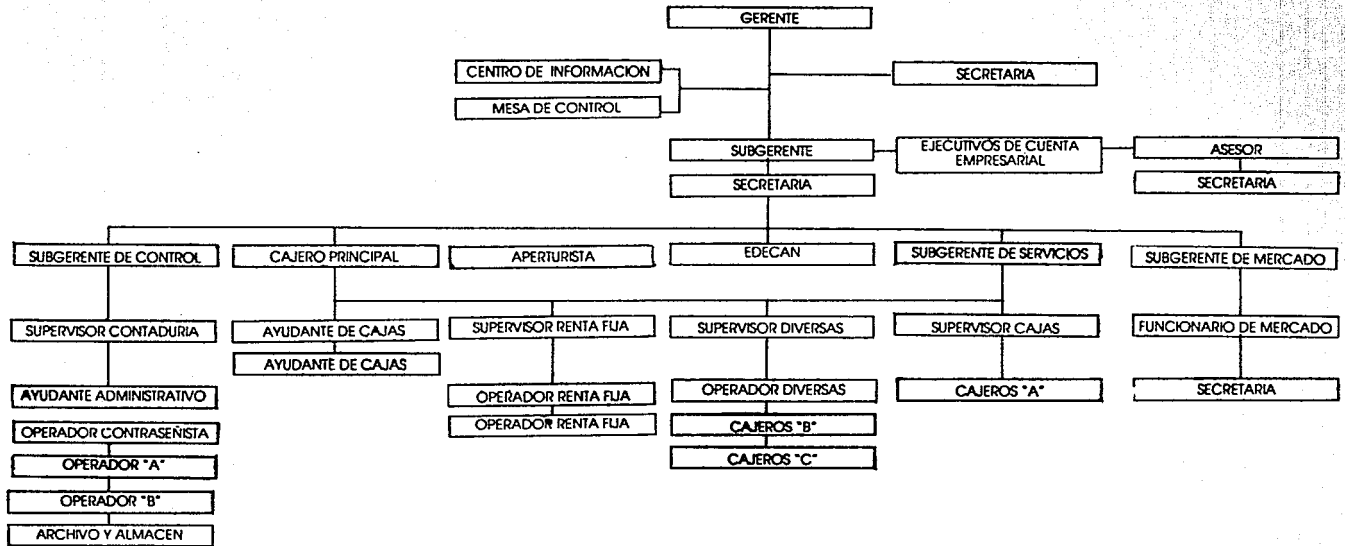 GERENTE
CENTRO DE INFORMACION
SECRETARIA
MESA DE CONTROL
SUBGERENTE
EJECUTIVOS DE CUENTA
EMPRESARIAL
ASESOR
SECRETARIA
SECRETARIA
SUBGERENTE DE CONTROL
CAJERO PRINCIPAL
APERTURISTA
EDECAN
SUBGERENTE DE SERVICIOS
SUBGERENTE DE MERCADO
SUPERVISOR CONTADURIA
AYUDANTE DE CAJAS
SUPERVISOR RENTA FIJA
SUPERVISOR DIVERSAS
SUPERVISOR CAJAS
FUNCIONARIO DE MERCADO
AYUDANTE DE CAJAS
AYUDANTE ADMINISTRATIVO
OPERADOR RENTA FIJA
OPERADOR DIVERSAS
CAJEROS "A"
SECRETARIA
OPERADOR CONTRASEÑISTA
OPERADOR RENTA FIJA
CAJEROS "B"
OPERADOR "A"
CAJEROS "C"
OPERADOR "B"
ARCHIVO Y ALMACEN